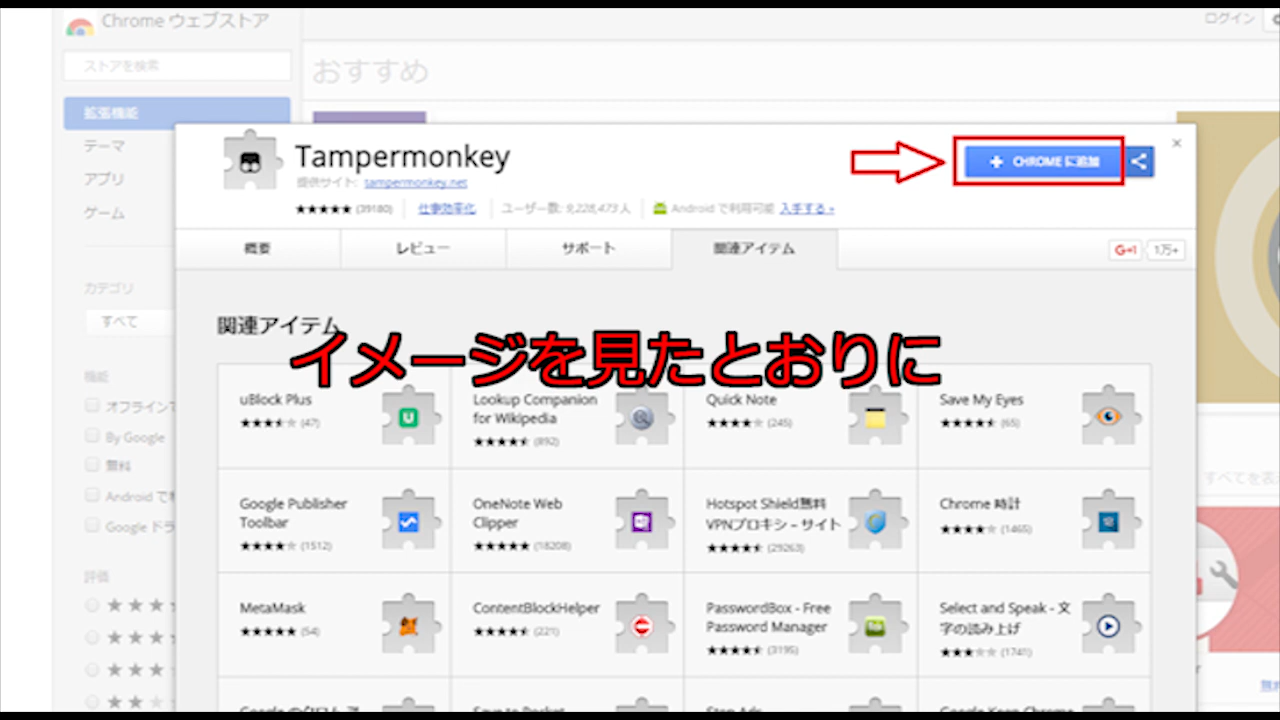 Chrome ウェブストア
ログイン
ストアを検索
おすすめ
拡張機能
テーマ
アプリ
ゲーム
カテゴリ
すべて
機能
オフラインで
By Google
無料
Android で
Google ドラ
評価
Tampermonkey
提供サイト: tampermonkey.net
★★★★★ (39180) 仕事効率化 ユーザー数: 9,228,473 人 Android で利用可能 入手する »
CHROME に追加
概要 レビュー サポート 関連アイテム
G+1 1万+
関連アイテム
イメージを見たとおりに
uBlock Plus
(47)
Lookup Companion
for Wikipedia
(892)
Quick Note
(245)
Save My Eyes
(65)
Google Publisher
Toolbar
(1512)
OneNote Web
Clipper
(18208)
Hotspot Shield無料
VPNプロキシ – サイト
(29263)
Chrome 時計
(1465)
MetaMask
(54)
ContentBlockHelper
(221)
PasswordBox - Free
Password Manager
(3195)
Select and Speak - 文
字の読み上げ
(1741)